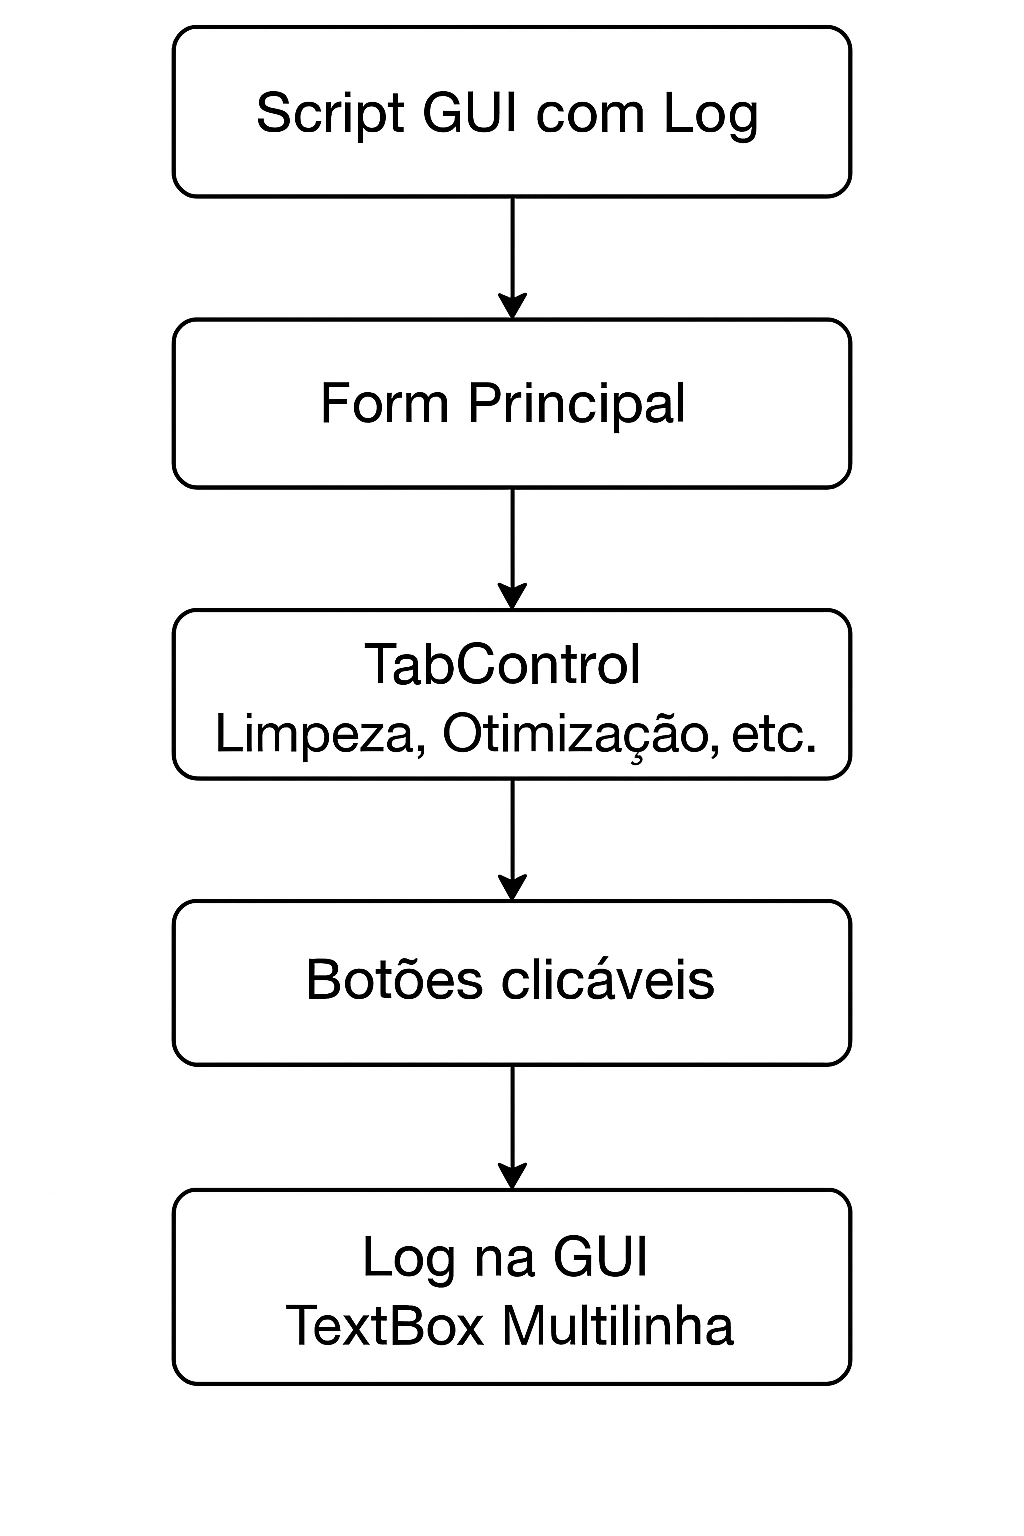 Script GUI com Log
Form Principal
TabControl
Limpeza, Otimização, etc.
Botões clicáveis
Log na GUI
TextBox Multilinha